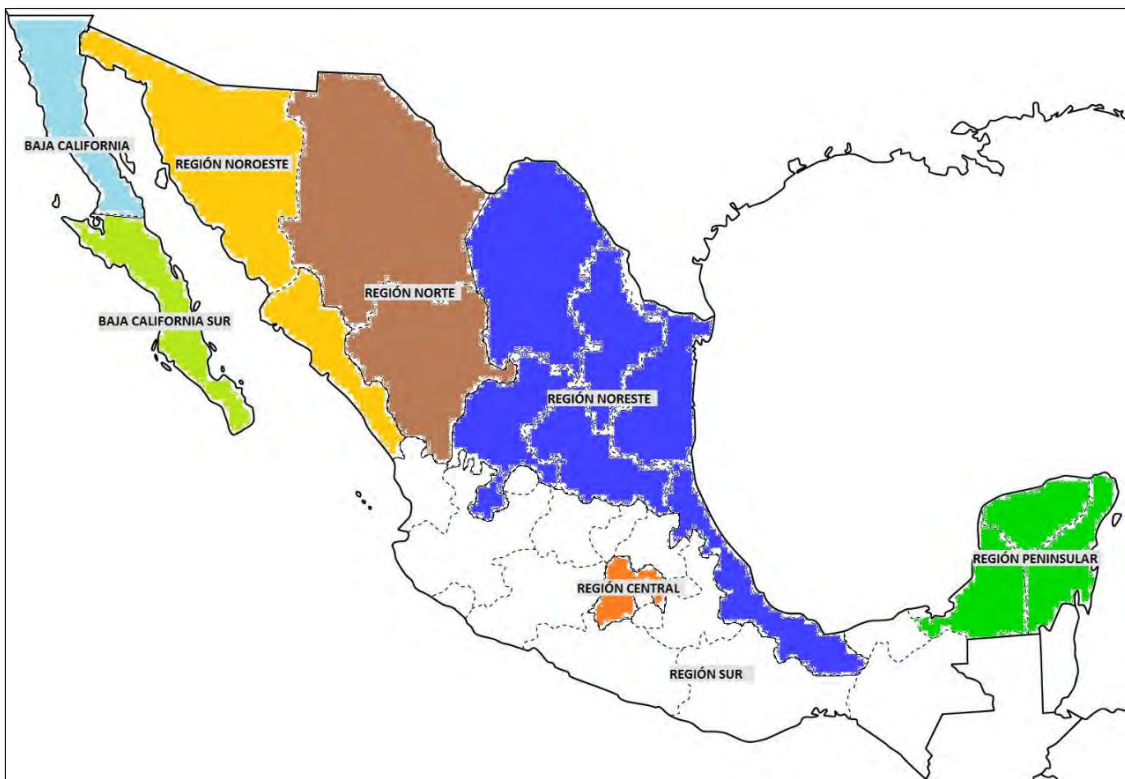 BAJA CALIFORNIA
REGIÓN NOROESTE
REGIÓN NORTE
BAJA CALIFORNIA SUR
REGIÓN NORESTE
REGIÓN PENINSULAR
REGIÓN CENTRAL
REGIÓN SUR